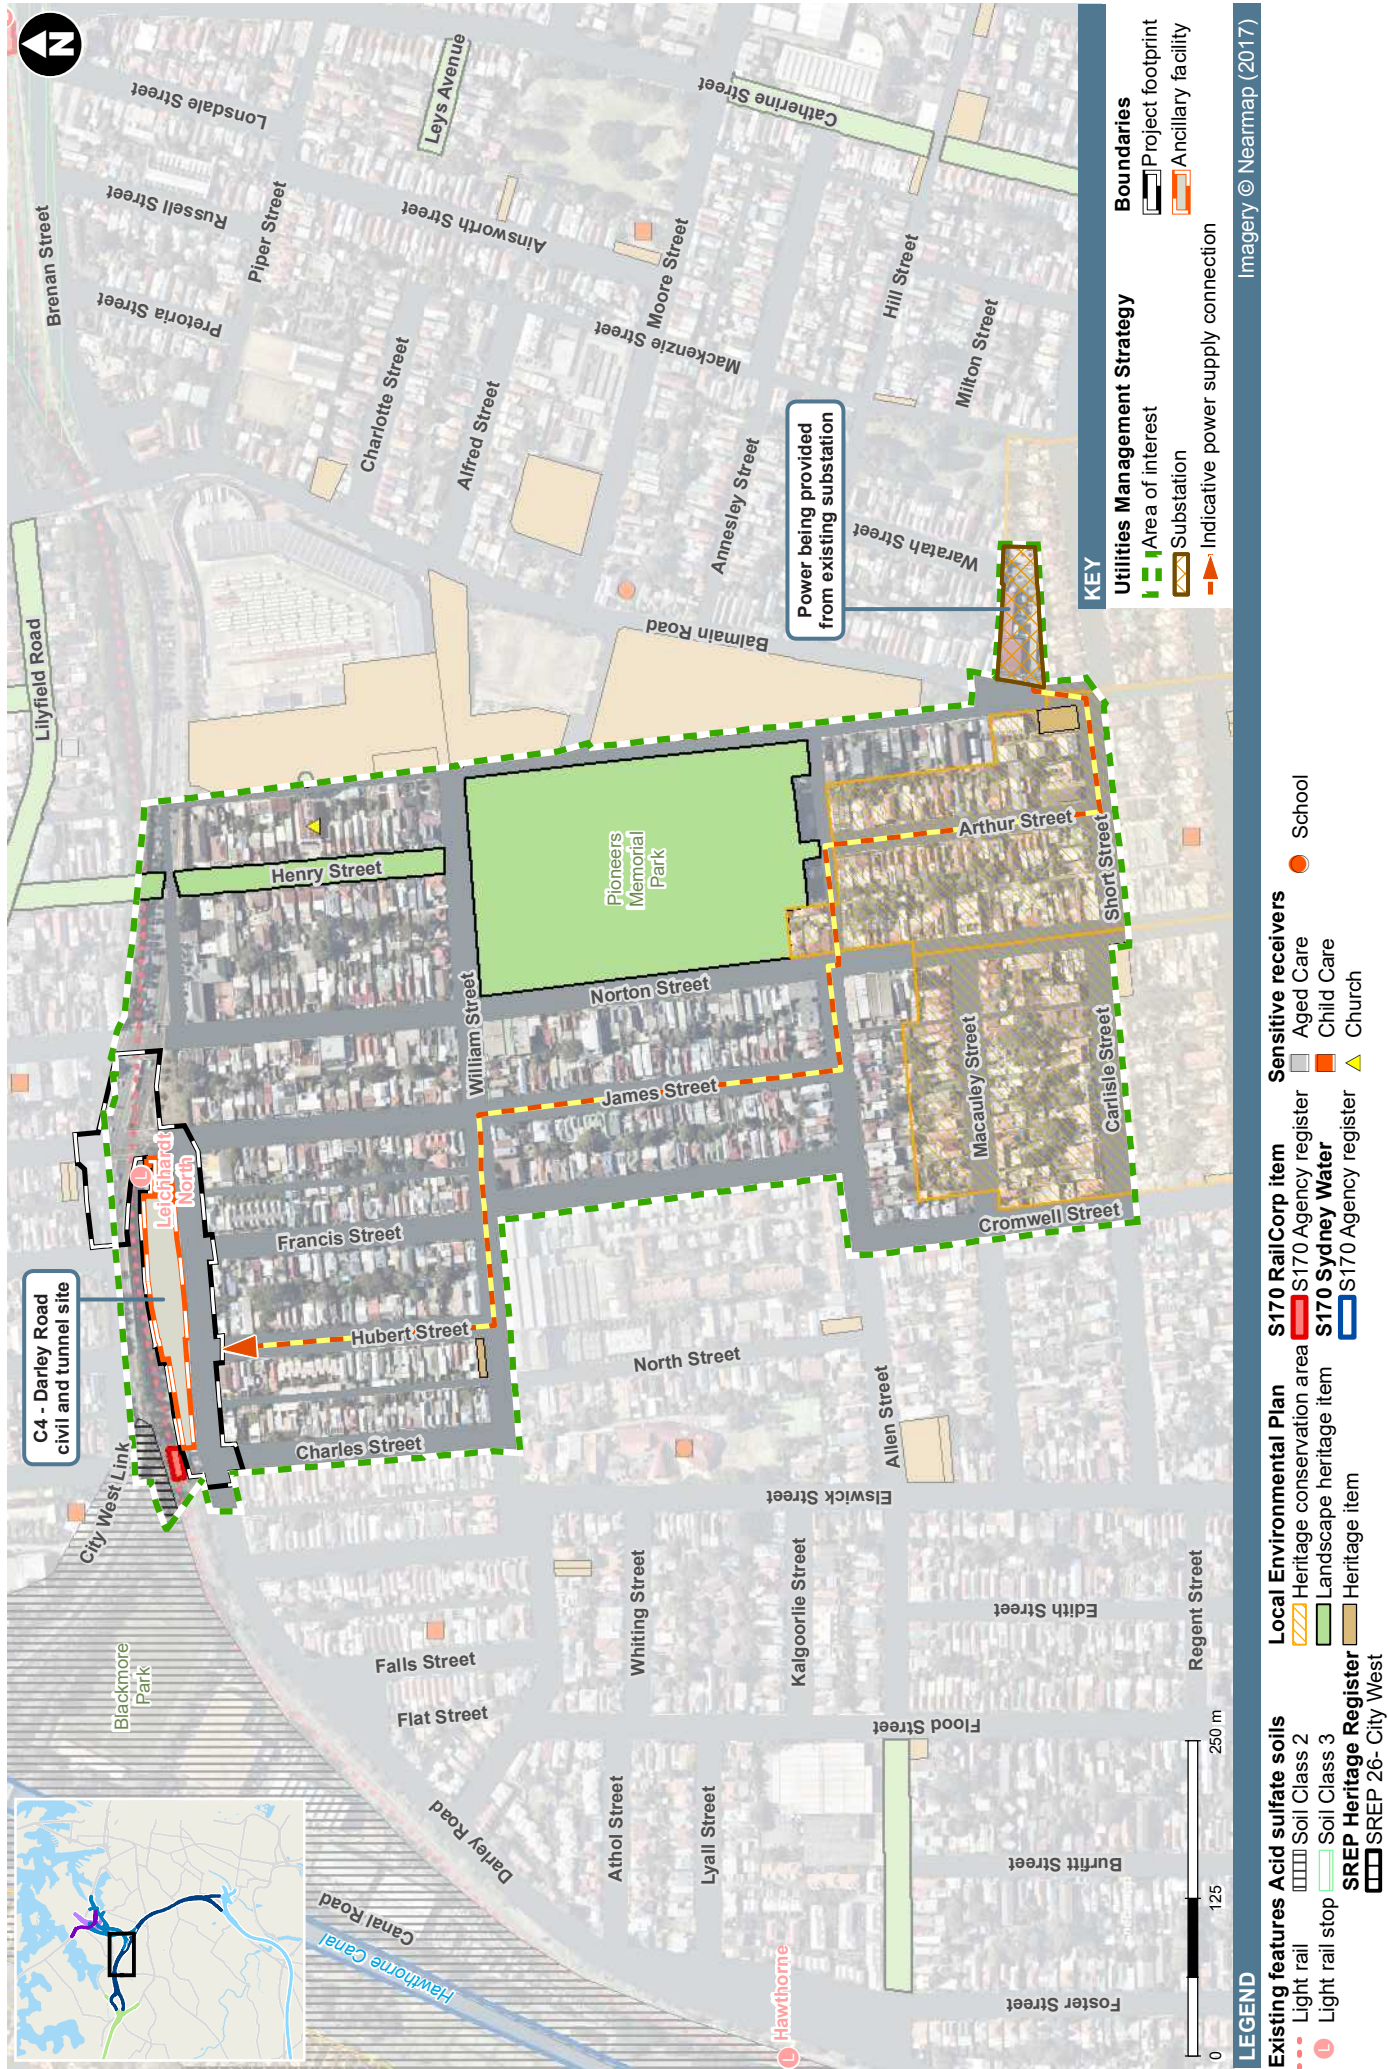 N
Lilyfield Road
Brenan Street
Lonsdale Street
Russell Street
Pretoria Street
Piper Street
Leys Avenue
Ainsworth Street
Catherine Street
Charlotte Street
Alfred Street
Moore Street
Mackenzie Street
Hill Street
Milton Street
Annesley Street
Waratah Street
Balmain Road
Power being provided
from existing substation
City West Link
C4 - Darley Road
civil and tunnel site
L
Leichhardt
North
Henry Street
Pioneers
Memorial
Park
William Street
Norton Street
James Street
Francis Street
Hubert Street
Charles Street
Arthur Street
Short Street
Macauley Street
Carlisle Street
Cromwell Street
North Street
Allen Street
Elswick Street
Blackmore
Park
Falls Street
Flat Street
Whiting Street
Kalgoorlie Street
Edith Street
Regent Street
Flood Street
Darley Road
Athol Street
Lyall Street
Burfitt Street
Foster Street
Canal Road
Hawthorne Canal
L
Hawthorne
0
125
250 m
KEY
Utilities Management Strategy
Area of interest
Substation
Indicative power supply connection
Boundaries
Project footprint
Ancillary facility
Imagery © Nearmap (2017)
LEGEND
Existing features
Light rail
L
Light rail stop
Acid sulfate soils
Soil Class 2
Soil Class 3
SREP Heritage Register
SREP 26- City West
Local Environmental Plan
Heritage conservation area
Landscape heritage item
Heritage item
S170 RailCorp item
S170 Agency register
S170 Sydney Water
S170 Agency register
Sensitive receivers
Aged Care
Child Care
Church
School